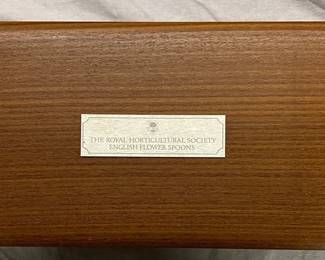 THE ROYAL HORTICULTURAL SOCIETY
ENGLISH FLOWER SPOONS